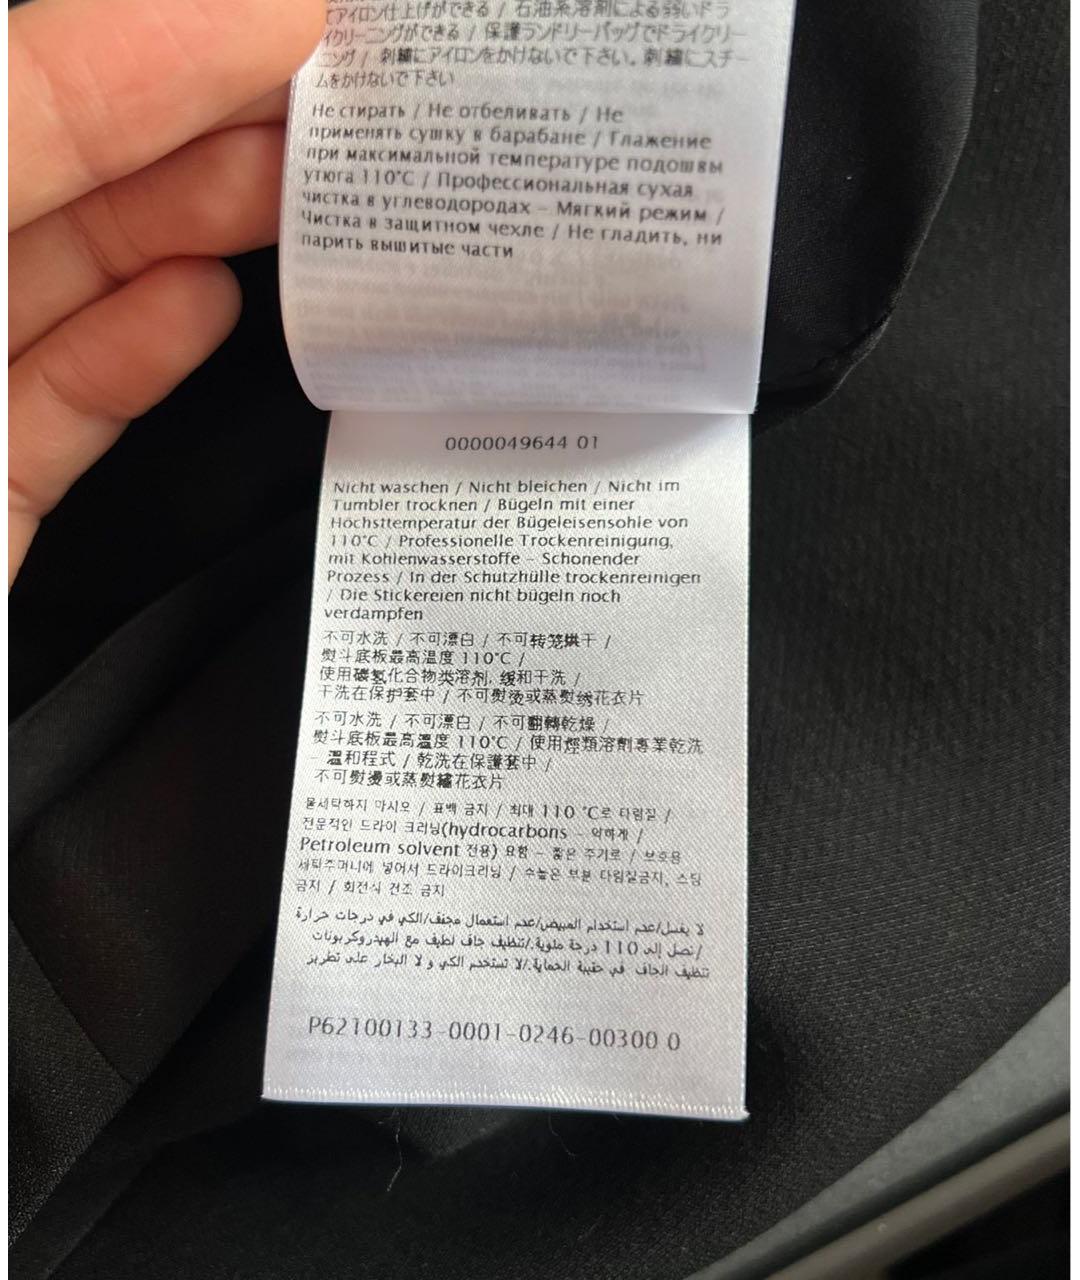 てアイロン仕上げができる / 石油系溶剤による弱いドラ
イクリーニングができる / 保護ランドリーバッグでドライクリー
ニング / 刺繍にアイロンをかけないで下さい。刺繍にスチー
ムをかけないで下さい
Не стирать / Не отбеливать / Не
применять сушку в барабане / Глажение
при максимальной температуре подошвы
утюга 110°C / Профессиональная сухая
чистка в углеводородах – Мягкий режим /
Чистка в защитном чехле / Не гладить, ни
парить вышитые части
0000049644 01
Nicht waschen / Nicht bleichen / Nicht im
Tumbler trocknen / Bügeln mit einer
Höchsttemperatur der Bügeleisensohle von
110°C / Professionelle Trockenreinigung,
mit Kohlenwasserstoffe – Schonender
Prozess / In der Schutzhülle trockenreinigen
/ Die Stickereien nicht bügeln noch
verdampfen
不可水洗 / 不可漂白 / 不可转笼烘干 /
熨斗底板最高温度 110°C /
使用碳氢化合物类溶剂, 缓和干洗 /
干洗在保护套中 / 不可熨烫或蒸熨绣花衣片
不可水洗 / 不可漂白 / 不可翻轉乾燥 /
熨斗底板最高溫度 110°C / 使用烴類溶劑專業乾洗
– 溫和程式 / 乾洗在保護套中 /
不可熨燙或蒸熨繡花衣片
물세탁하지 마시오 / 표백 금지 / 최대 110 °C로 다림질 /
전문적인 드라이 크리닝(hydrocarbons – 약하게 /
Petroleum solvent 전용) 요함 – 짧은 주기로 / 보호용
세탁주머니에 넣어서 드라이크리닝 / 수놓은 부분 다림질금지, 스팀
금지 / 회전식 건조 금지
لا يغسل/عدم استخدام المبيض/عدم استعمال مجفف/الكي في درجات حرارة
/تصل إلى 110 درجة مئوية./تنظيف جاف لطيف مع الهيدروكربونات
تنظيف الجاف في حقيبة الحماية./لا تستخدم الكي و لا البخار على تطريز
P62100133-0001-0246-00300 0